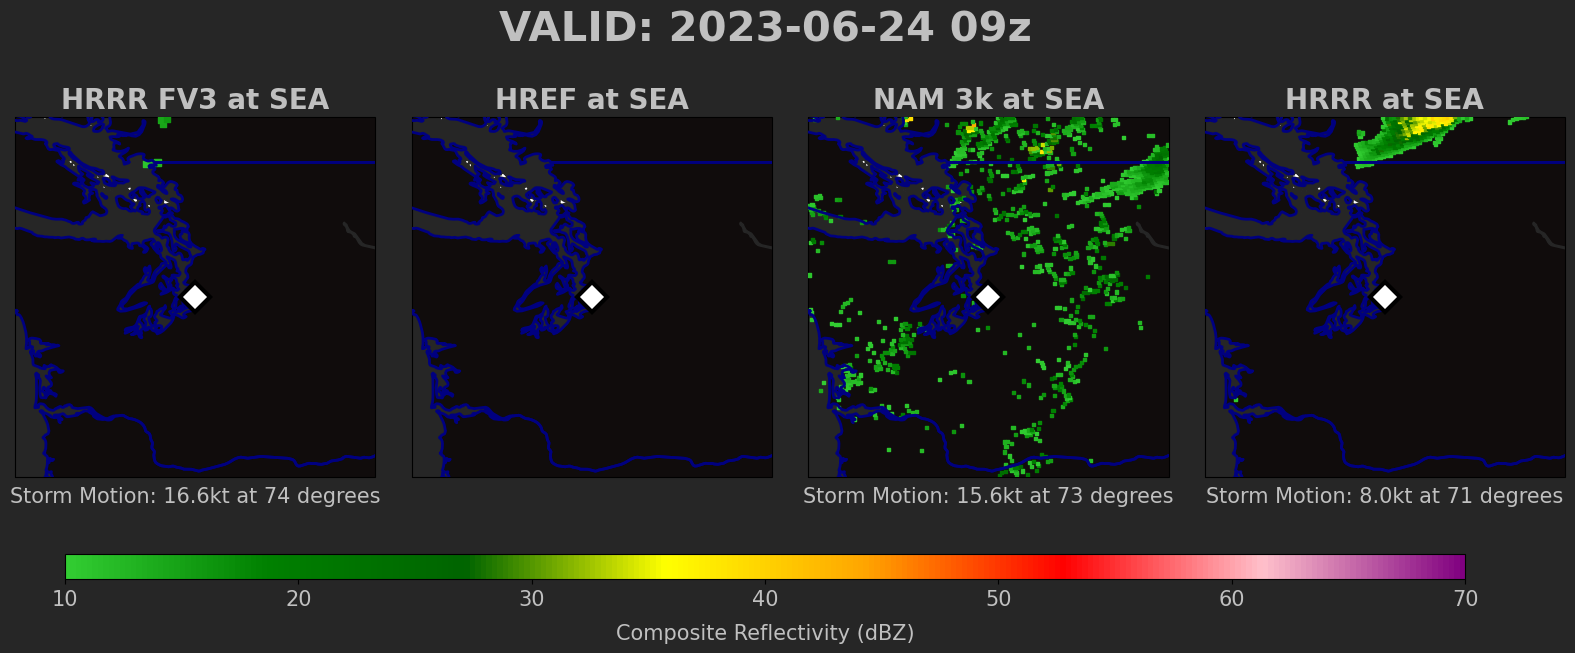 VALID: 2023-06-24 09z
HRRR FV3 at SEA
HREF at SEA
NAM 3k at SEA
HRRR at SEA
Storm Motion: 16.6kt at 74 degrees
Storm Motion: 15.6kt at 73 degrees
Storm Motion: 8.0kt at 71 degrees
10 20 30 40 50 60 70
Composite Reflectivity (dBZ)